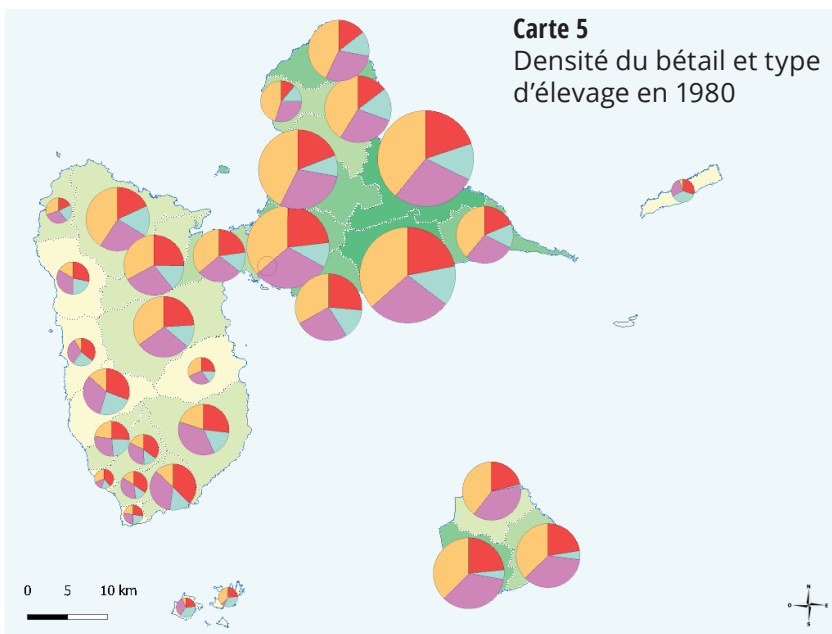 Carte 5
Densité du bétail et type
d’élevage en 1980
0 5 10 km
N
O E
S